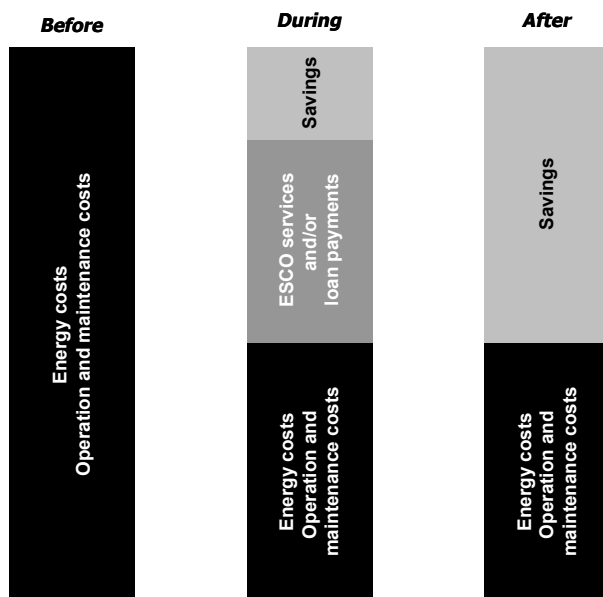 Before
During
After
Energy costs
Operation and maintenance costs
Savings
ESCO services
and/or
loan payments
Energy costs
Operation and
maintenance costs
Savings
Energy costs
Operation and
maintenance costs